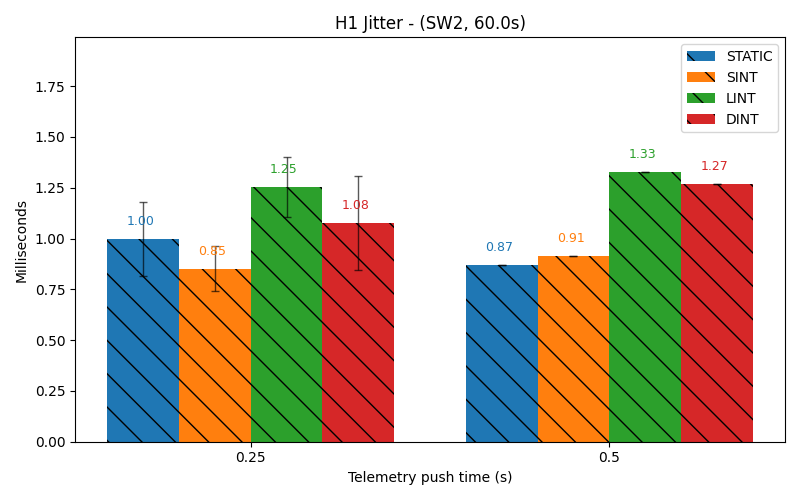 H1 Jitter - (SW2, 60.0s)
STATIC
SINT
LINT
DINT
1.75
1.50
1.25
1.00
0.75
0.50
0.25
0.00
Milliseconds
1.00
0.85
1.25
1.08
0.87
0.91
1.33
1.27
0.25
0.5
Telemetry push time (s)